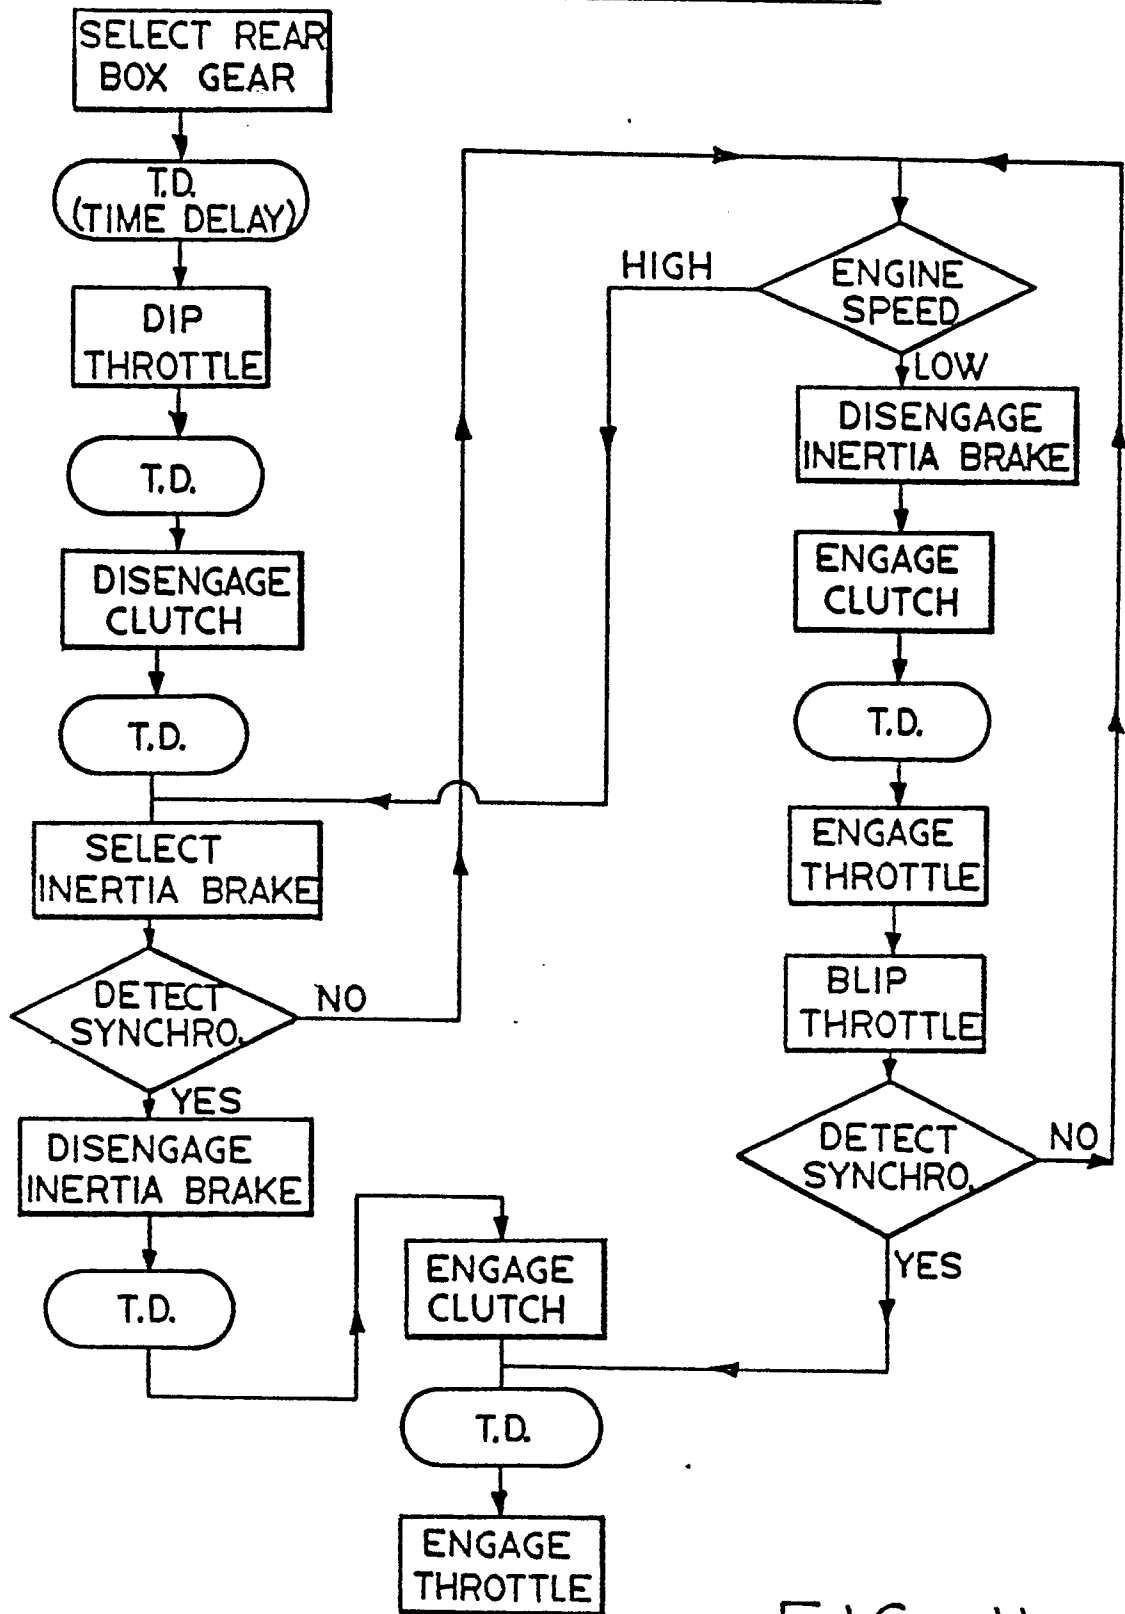 SELECT REAR
BOX GEAR
T.D.
(TIME DELAY)
DIP
THROTTLE
T.D.
DISENGAGE
CLUTCH
T.D.
SELECT
INERTIA BRAKE
DETECT
SYNCHRO.
NO
YES
DISENGAGE
INERTIA BRAKE
T.D.
ENGAGE
CLUTCH
T.D.
ENGAGE
THROTTLE
HIGH
ENGINE
SPEED
LOW
DISENGAGE
INERTIA BRAKE
ENGAGE
CLUTCH
T.D.
ENGAGE
THROTTLE
BLIP
THROTTLE
DETECT
SYNCHRO.
NO
YES